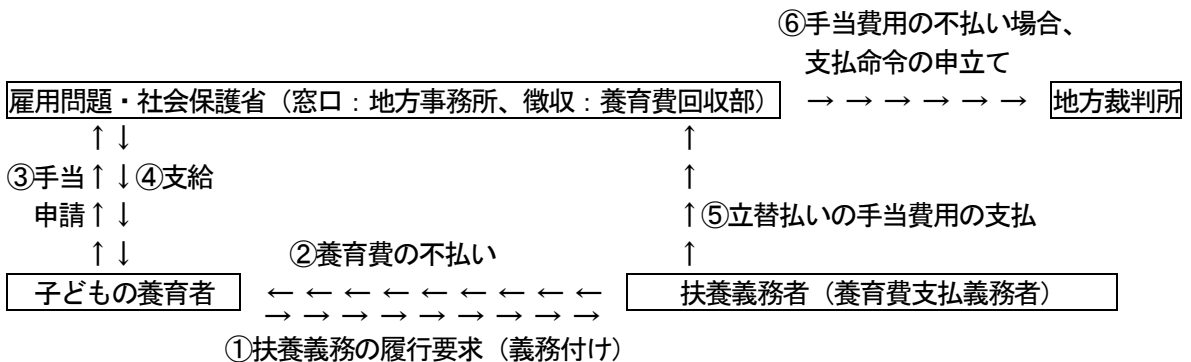 ⑥手当費用の不払い場合、
支払命令の申立て
雇用問題・社会保護省（窓口：地方事務所、徴収：養育費回収部） → → → → → → 地方裁判所
↑ ↓ ↑
③手当 ↑ ↓ ④支給 ↑
申請 ↑ ↓ ↑ ⑤立替払いの手当費用の支払
↑ ↓ ②養育費の不払い ↑
子どもの養育者 ← ← ← ← ← ← ← ← ← 扶養義務者（養育費支払義務者）
→ → → → → → → → →
①扶養義務の履行要求（義務付け）